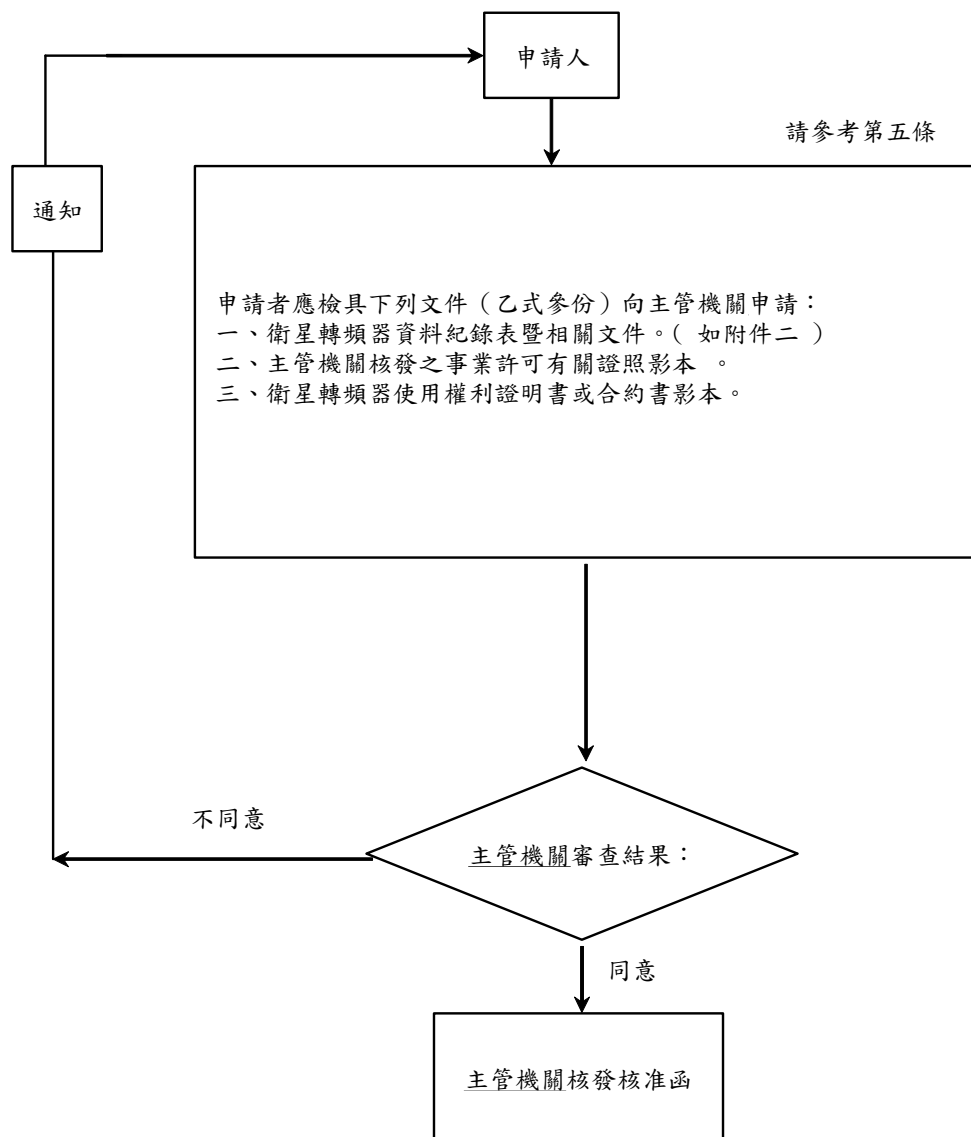 申請人
請參考第五條
通知
申請者應檢具下列文件（乙式參份）向主管機關申請：
一、衛星轉頻器資料紀錄表暨相關文件。( 如附件二 )
二、主管機關核發之事業許可有關證照影本 。
三、衛星轉頻器使用權利證明書或合約書影本。
不同意
主管機關審查結果：
同意
主管機關核發核准函